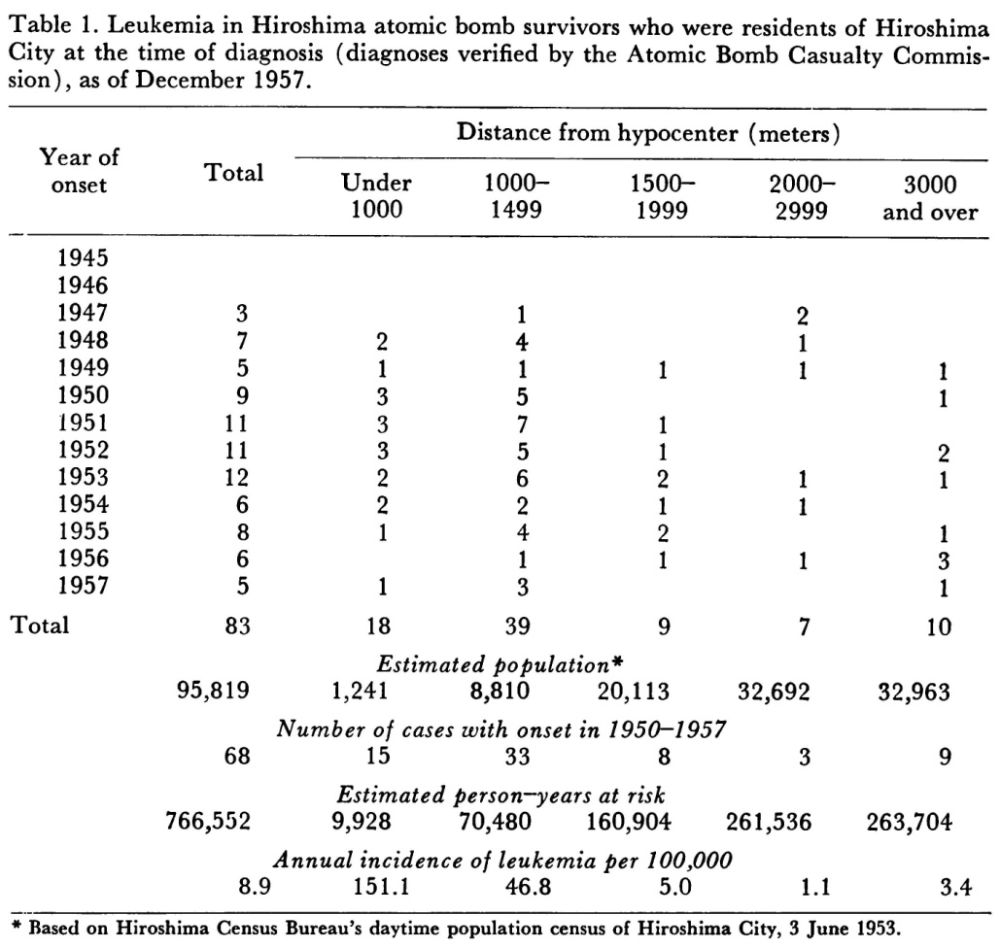 Table 1. Leukemia in Hiroshima atomic bomb survivors who were residents of Hiroshima
City at the time of diagnosis (diagnoses verified by the Atomic Bomb Casualty Commis-
sion), as of December 1957.
Distance from hypocenter (meters)
Year of onset Total Under 1000 1000–1499 1500–1999 2000–2999 3000 and over
1945
1946
1947 3 1 2
1948 7 2 4 1
1949 5 1 1 1 1 1
1950 9 3 5 1
1951 11 3 7 1
1952 11 3 5 1 2
1953 12 2 6 2 1 1
1954 6 2 2 1 1
1955 8 1 4 2 1
1956 6 1 1 1 3
1957 5 1 3 1
Total 83 18 39 9 7 10
Estimated population*
95,819 1,241 8,810 20,113 32,692 32,963
Number of cases with onset in 1950–1957
68 15 33 8 3 9
Estimated person–years at risk
766,552 9,928 70,480 160,904 261,536 263,704
Annual incidence of leukemia per 100,000
8.9 151.1 46.8 5.0 1.1 3.4
* Based on Hiroshima Census Bureau's daytime population census of Hiroshima City, 3 June 1953.